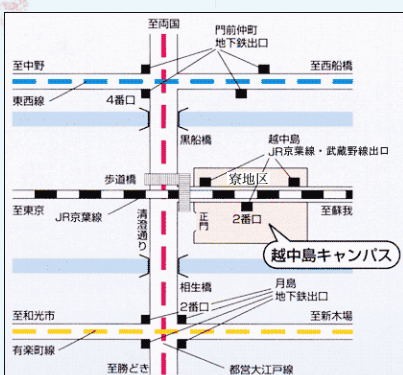 至両国
門前仲町
地下鉄出口
至中野
至西船橋
東西線
4番口
黒船橋
越中島
JR京葉線・武蔵野線出口
歩道橋
寮地区
至東京
JR京葉線
清澄通り
正門
2番口
至蘇我
越中島キャンパス
相生橋
月島
地下鉄出口
2番口
至和光市
至新木場
有楽町線
至勝どき
都営大江戸線